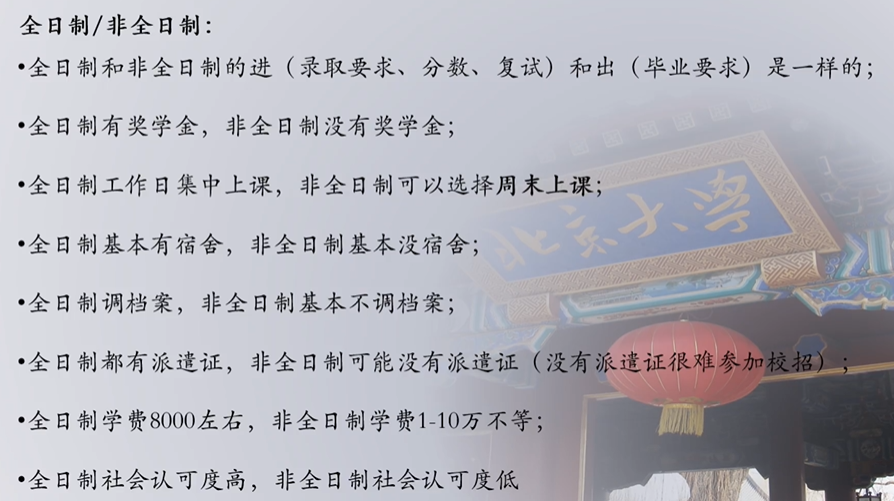 全日制/非全日制：
•全日制和非全日制的进（录取要求、分数、复试）和出（毕业要求）是一样的；
•全日制有奖学金，非全日制没有奖学金；
•全日制工作日集中上课，非全日制可以选择周末上课；
•全日制基本有宿舍，非全日制基本没宿舍；
•全日制调档案，非全日制基本不调档案；
•全日制都有派遣证，非全日制可能没有派遣证（没有派遣证很难参加校招）；
•全日制学费8000左右，非全日制学费1-10万不等；
•全日制社会认可度高，非全日制社会认可度低
北京大学